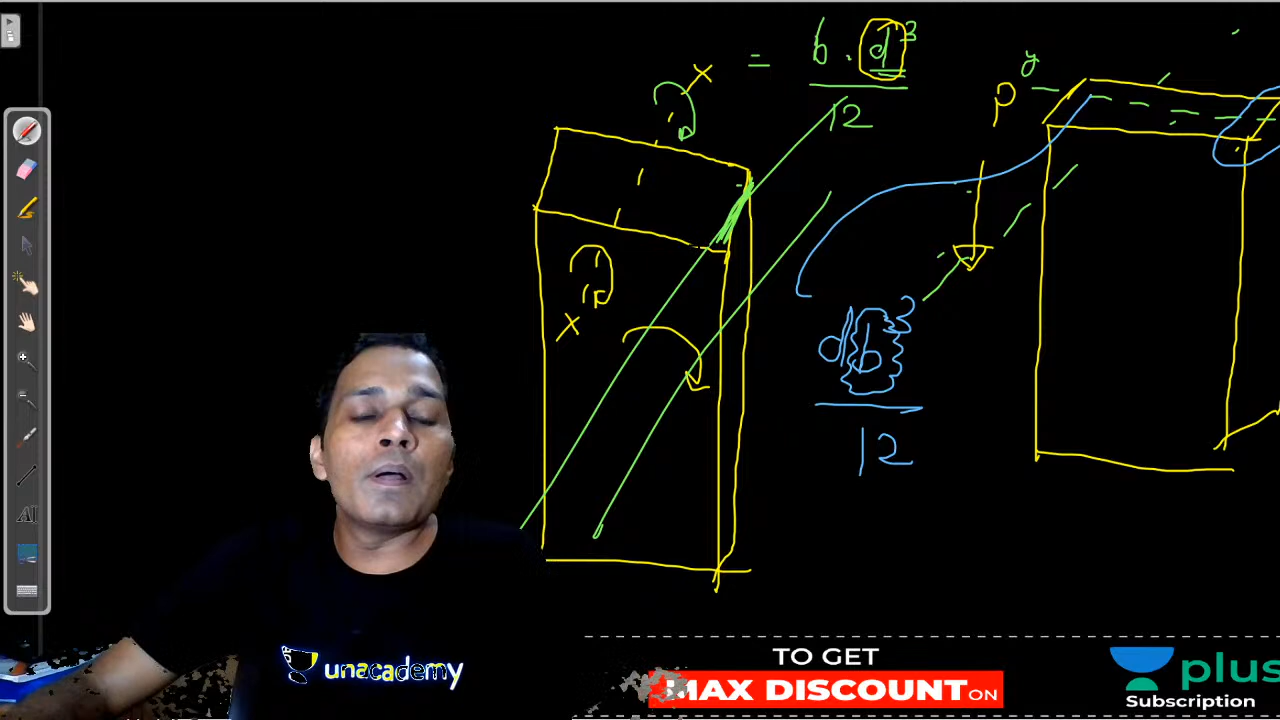 X = b . d³
12
y
P
X
db³
12
unacademy
TO GET
MAX DISCOUNT ON
plus
Subscription